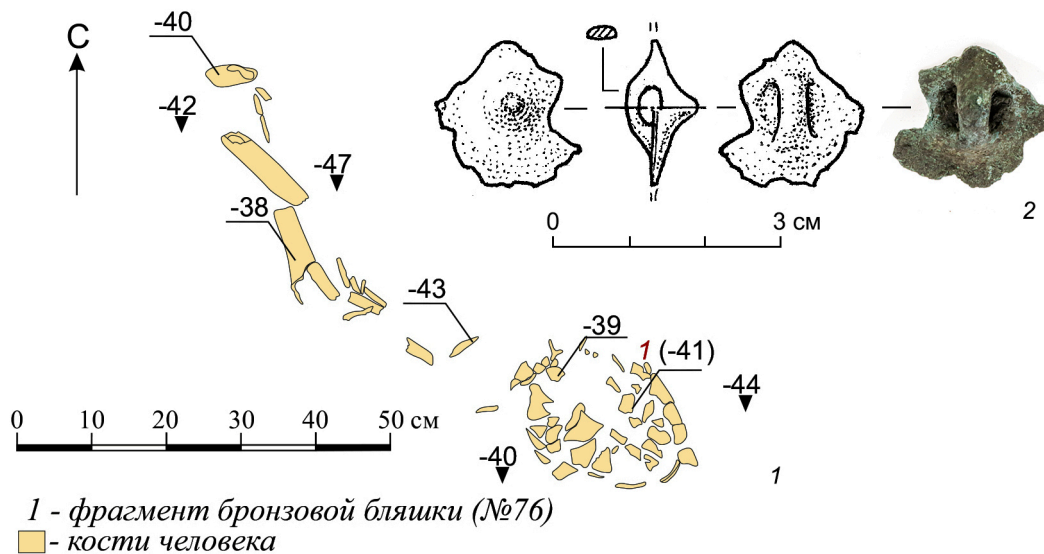 С
-40
-42
-47
-38
-43
-39
1 (-41)
-44
-40
0 3 см
2
0 10 20 30 40 50 см
1
1 - фрагмент бронзовой бляшки (№76)
- кости человека